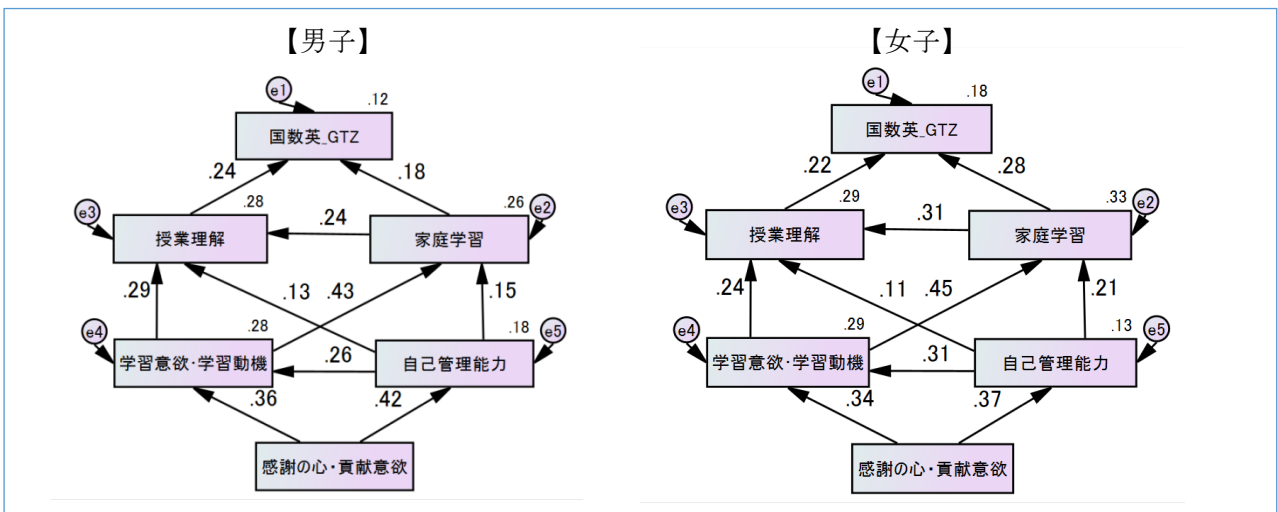 【男子】
e1
.12
国数英_GTZ
.24
.18
e3
.28
.24
.26
e2
授業理解
家庭学習
.29
.13
.43
.15
e4
.28
.18
e5
学習意欲・学習動機
.26
自己管理能力
.36
.42
感謝の心・貢献意欲
【女子】
e1
.18
国数英_GTZ
.22
.28
e3
.29
.31
.33
e2
授業理解
家庭学習
.24
.11
.45
.21
e4
.29
.13
e5
学習意欲・学習動機
.31
自己管理能力
.34
.37
感謝の心・貢献意欲